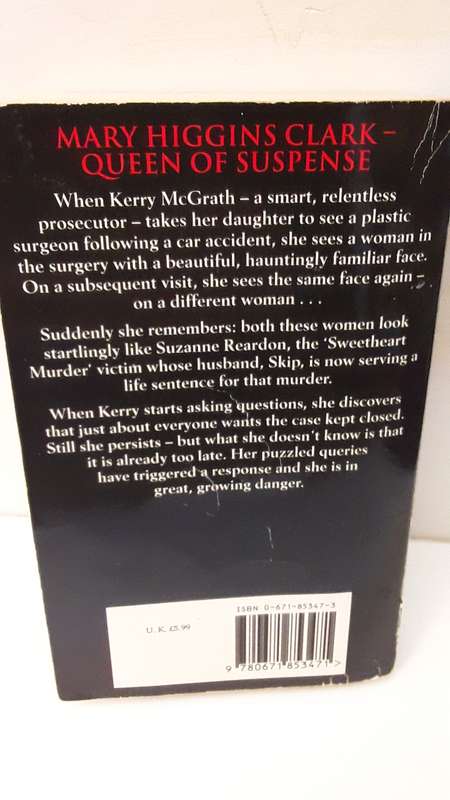 MARY HIGGINS CLARK –
QUEEN OF SUSPENSE
When Kerry McGrath – a smart, relentless
prosecutor – takes her daughter to see a plastic
surgeon following a car accident, she sees a woman in
the surgery with a beautiful, hauntingly familiar face.
On a subsequent visit, she sees the same face again –
on a different woman . . .
Suddenly she remembers: both these women look
startlingly like Suzanne Reardon, the ‘Sweetheart
Murder’ victim whose husband, Skip, is now serving a
life sentence for that murder.
When Kerry starts asking questions, she discovers
that just about everyone wants the case kept closed.
Still she persists – but what she doesn’t know is that
it is already too late. Her puzzled queries
have triggered a response and she is in
great, growing danger.
ISBN 0-671-85347-3
U. K. £5.99
9 780671 853471 >